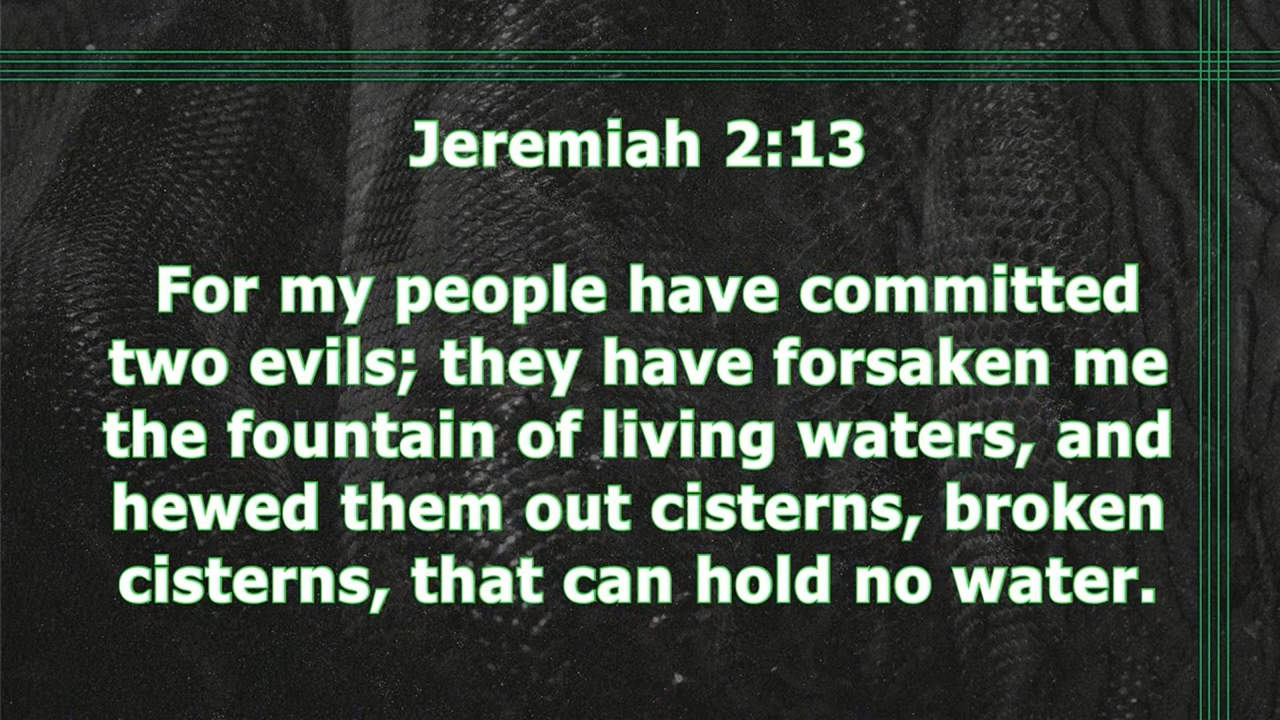 Jeremiah 2:13
For my people have committed
two evils; they have forsaken me
the fountain of living waters, and
hewed them out cisterns, broken
cisterns, that can hold no water.